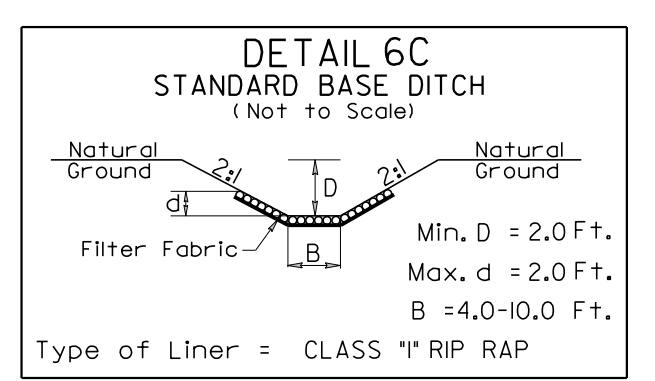 DETAIL 6C
STANDARD BASE DITCH
(Not to Scale)
Natural
Ground
2:1
D
2:1
Natural
Ground
d
Filter Fabric
B
Min. D = 2.0 Ft.
Max. d = 2.0 Ft.
B =4.0-10.0 Ft.
Type of Liner = CLASS "I" RIP RAP